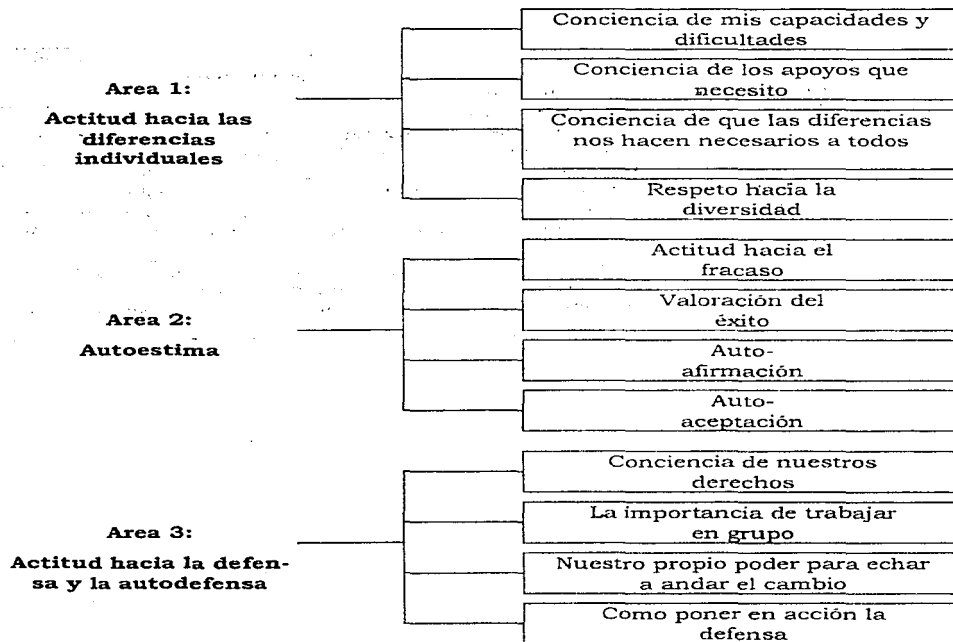 Area 1:
Actitud hacia las
diferencias
individuales
Conciencia de mis capacidades y
dificultades
Conciencia de los apoyos que
necesito
Conciencia de que las diferencias
nos hacen necesarios a todos
Respeto hacia la
diversidad
Area 2:
Autoestima
Actitud hacia el
fracaso
Valoración del
éxito
Auto-
afirmación
Auto-
aceptación
Area 3:
Actitud hacia la defen-
sa y la autodefensa
Conciencia de nuestros
derechos
La importancia de trabajar
en grupo
Nuestro propio poder para echar
a andar el cambio
Como poner en acción la
defensa